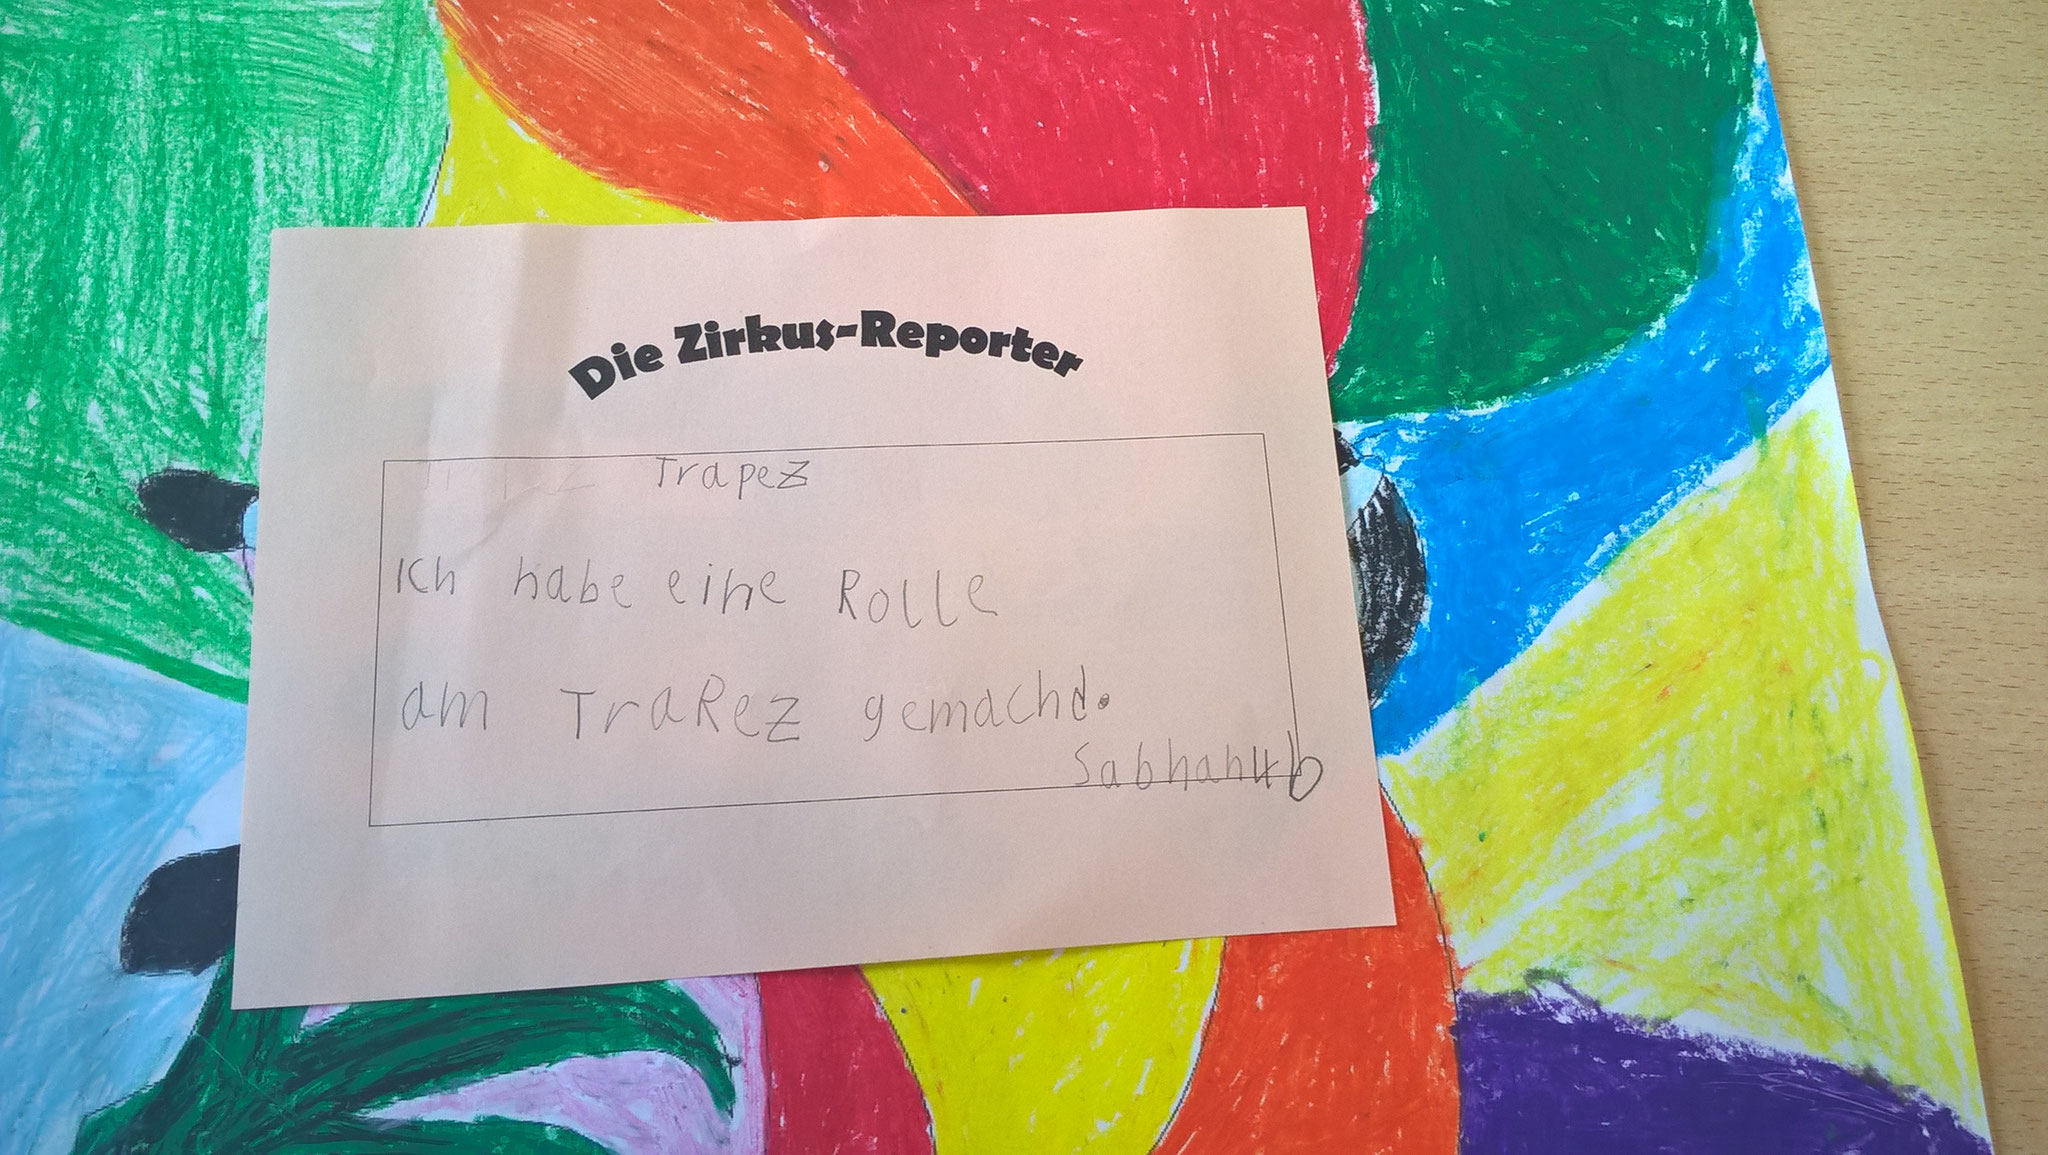 Die Zirkus-Reporter
Trapez
Ich habe eine Rolle
am TraRez gemachd.